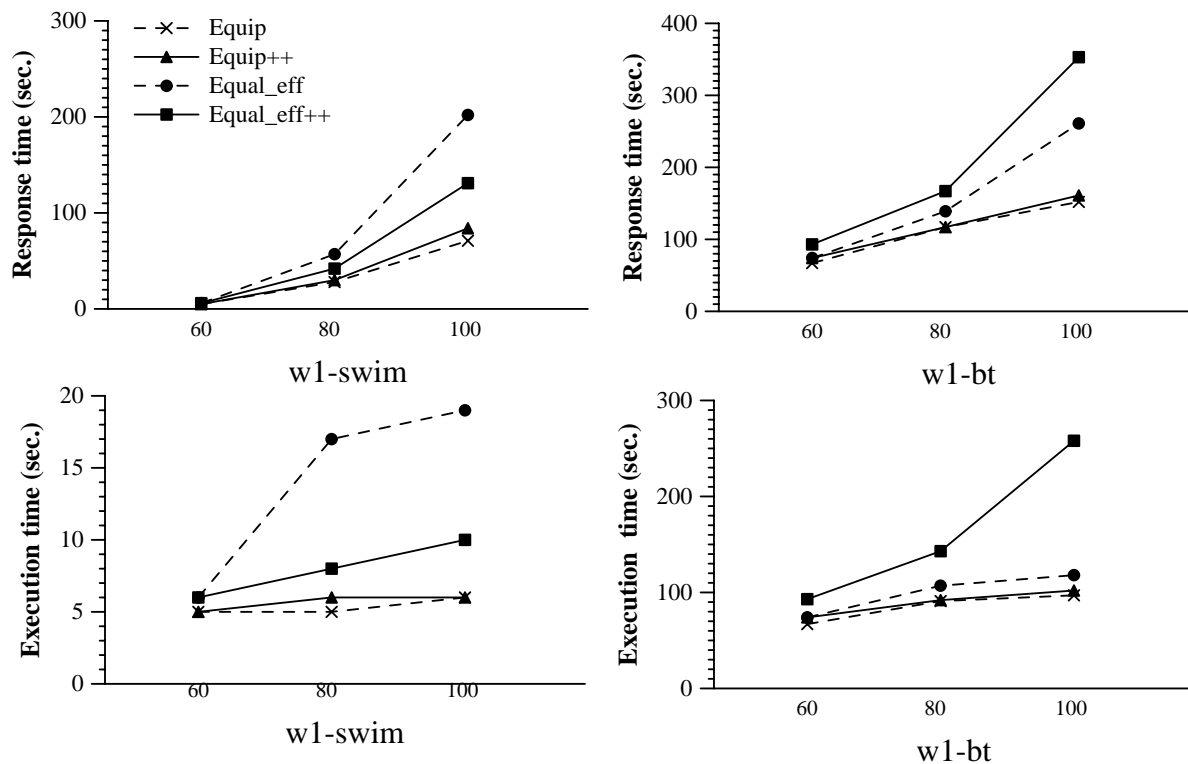 Response time (sec.)
300
200
100
0
Equip
Equip++
Equal_eff
Equal_eff++
60 80 100
w1-swim
Response time (sec.)
400
300
200
100
0
60 80 100
w1-bt
Execution time (sec.)
20
15
10
5
0
60 80 100
w1-swim
Execution time (sec.)
300
200
100
0
60 80 100
w1-bt